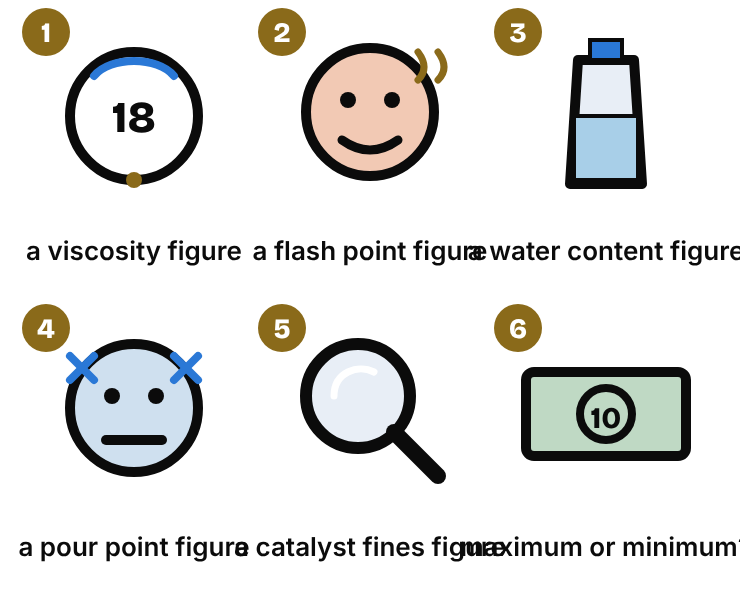 1
2
3
18
a viscosity figure
a flash point figure
a water content figure
4
5
6
10
a pour point figure
a catalyst fines figure
maximum or minimum?